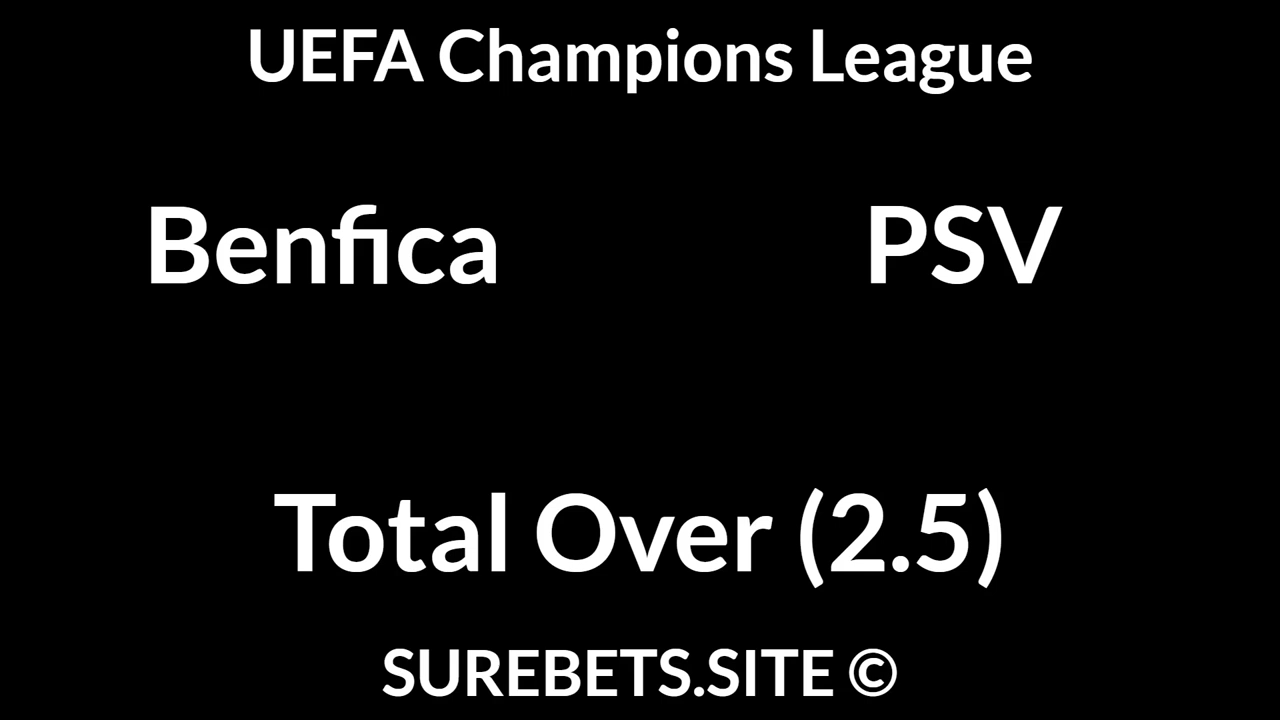 UEFA Champions League
Benfica PSV
Total Over (2.5)
SUREBETS.SITE ©